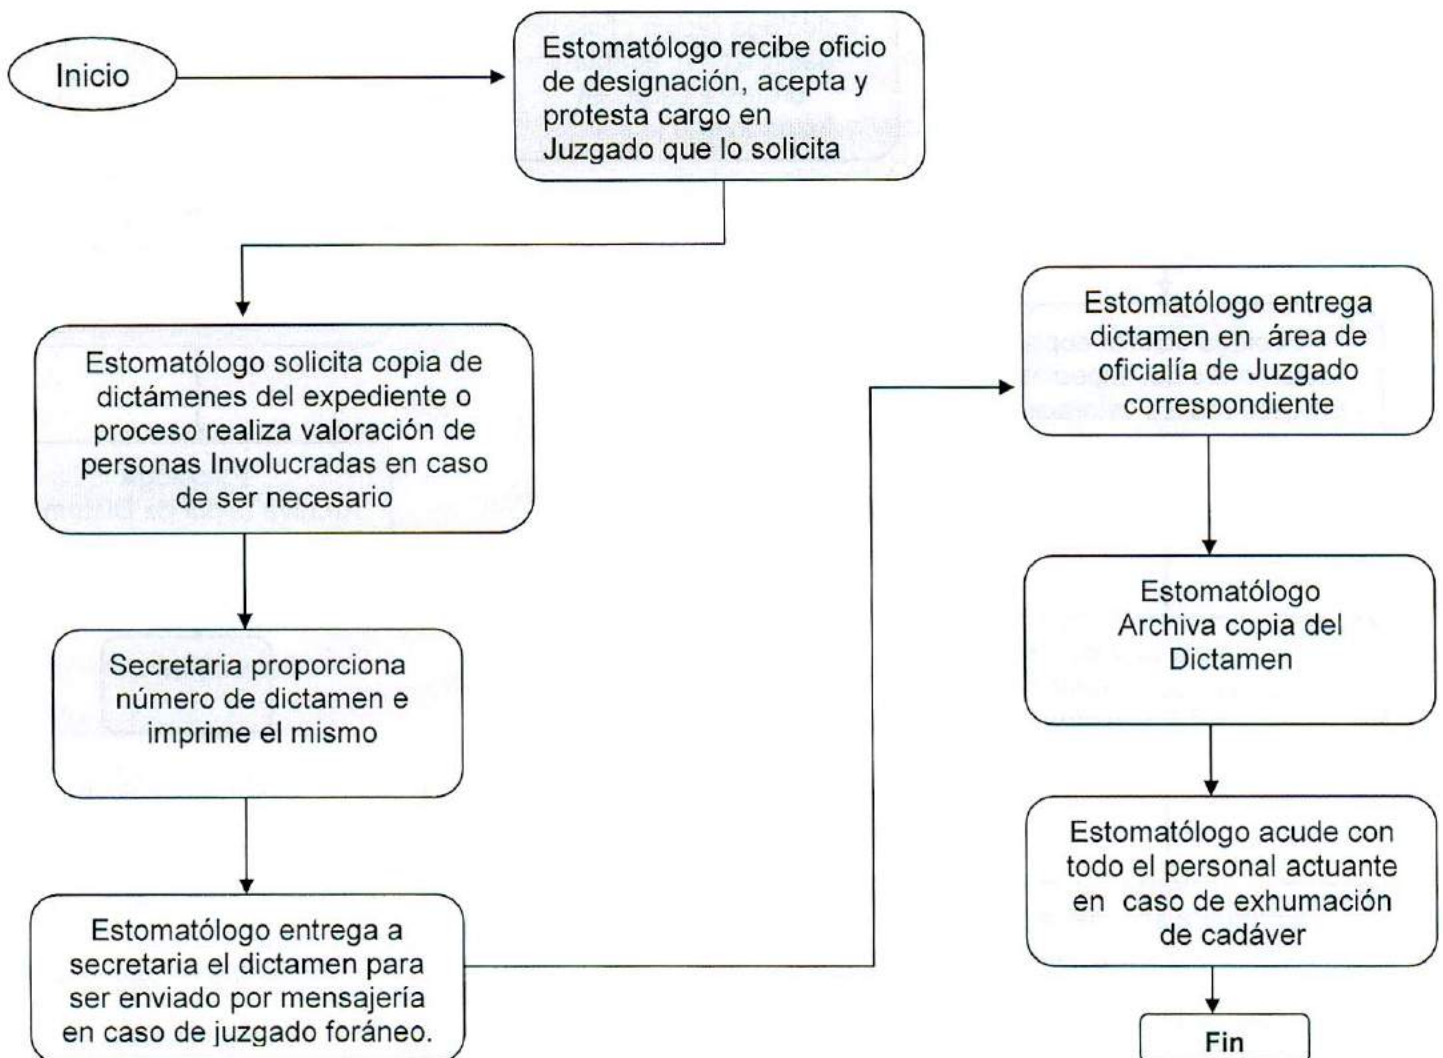 Inicio
Estomatólogo recibe oficio
de designación, acepta y
protesta cargo en
Juzgado que lo solicita
Estomatólogo solicita copia de
dictámenes del expediente o
proceso realiza valoración de
personas Involucradas en caso
de ser necesario
Secretaria proporciona
número de dictamen e
imprime el mismo
Estomatólogo entrega a
secretaria el dictamen para
ser enviado por mensajería
en caso de juzgado foráneo.
Estomatólogo entrega
dictamen en área de
oficialía de Juzgado
correspondiente
Estomatólogo
Archiva copia del
Dictamen
Estomatólogo acude con
todo el personal actuante
en caso de exhumación
de cadáver
Fin